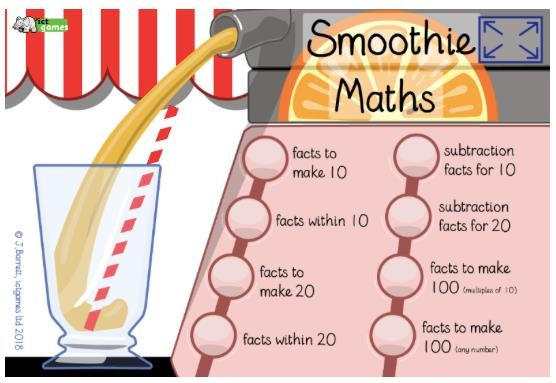 ict
games
Smoothie
Maths
facts to
make 10
facts within 10
facts to
make 20
facts within 20
subtraction
facts for 10
subtraction
facts for 20
facts to make
100 (multiples of 10)
facts to make
100 (any number)
© J.Barrett, ictgames ltd 2018